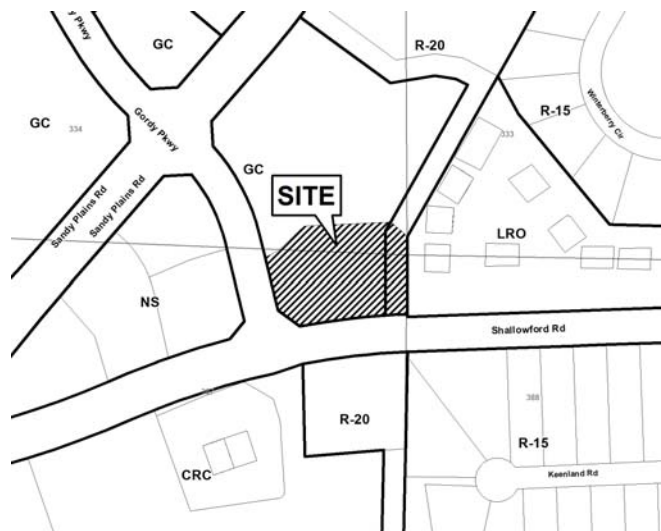 Pkwy
GC
R-20
R-15
Winterberry Cir
GC
334
Gordy Pkwy
333
GC
SITE
Sandy Plains Rd
Sandy Plains Rd
LRO
NS
Shallowford Rd
388
R-20
R-15
CRC
Keenland Rd